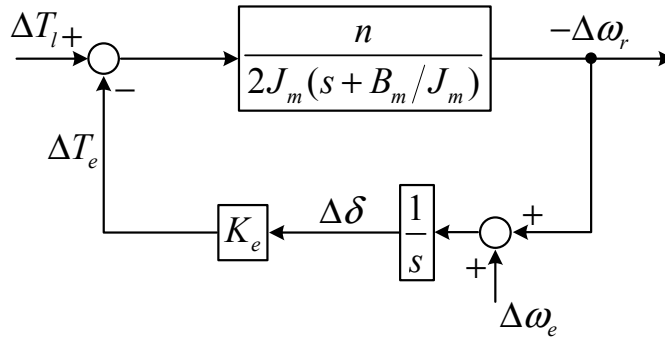 ΔT_l +
n
2J_m(s + B_m/J_m)
−Δω_r
−
ΔT_e
K_e
Δδ
1
s
+
+
Δω_e